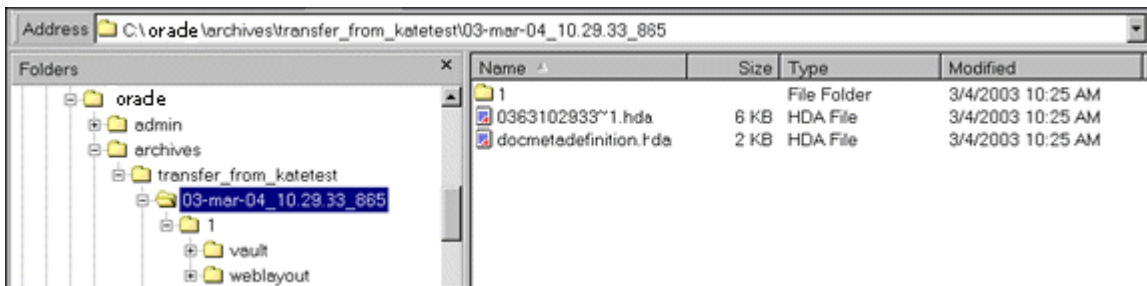 Address C:\orade\archives\transfer_from_katetest\03-mar-04_10.29.33_865
Folders ×
orade
admin
archives
transfer_from_katetest
03-mar-04_10.29.33_865
1
vault
weblayout
Name Size Type Modified
1 File Folder 3/4/2003 10:25 AM
0363102933~1.hda 6 KB HDA File 3/4/2003 10:25 AM
docmetadefinition.hda 2 KB HDA File 3/4/2003 10:25 AM